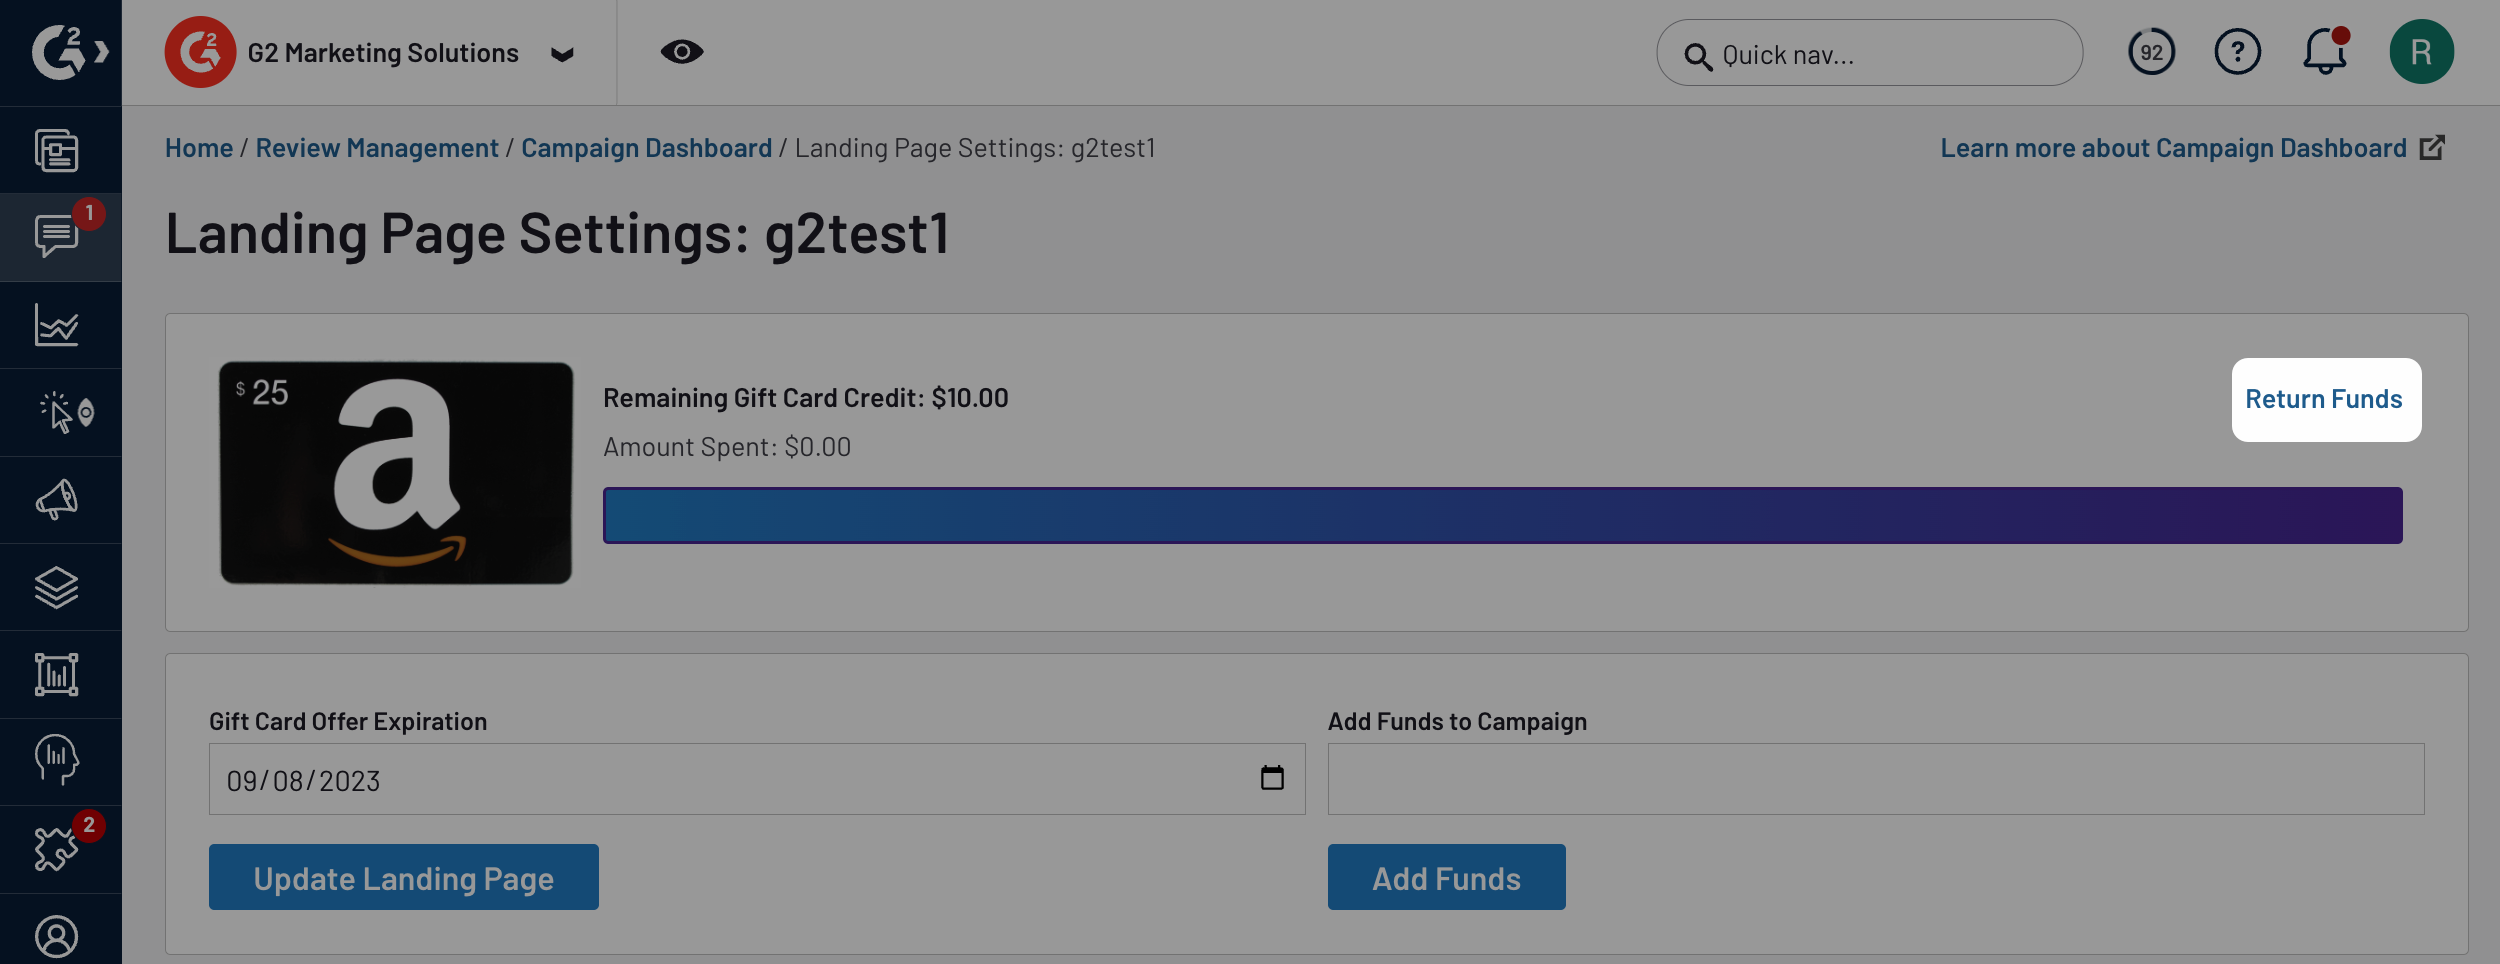 G2 Marketing Solutions
Quick nav...
92
?
R
Home / Review Management / Campaign Dashboard / Landing Page Settings: g2test1
Learn more about Campaign Dashboard
1
Landing Page Settings: g2test1
$ 25
a
Remaining Gift Card Credit: $10.00
Return Funds
Amount Spent: $0.00
Gift Card Offer Expiration
Add Funds to Campaign
09/08/2023
2
Update Landing Page
Add Funds